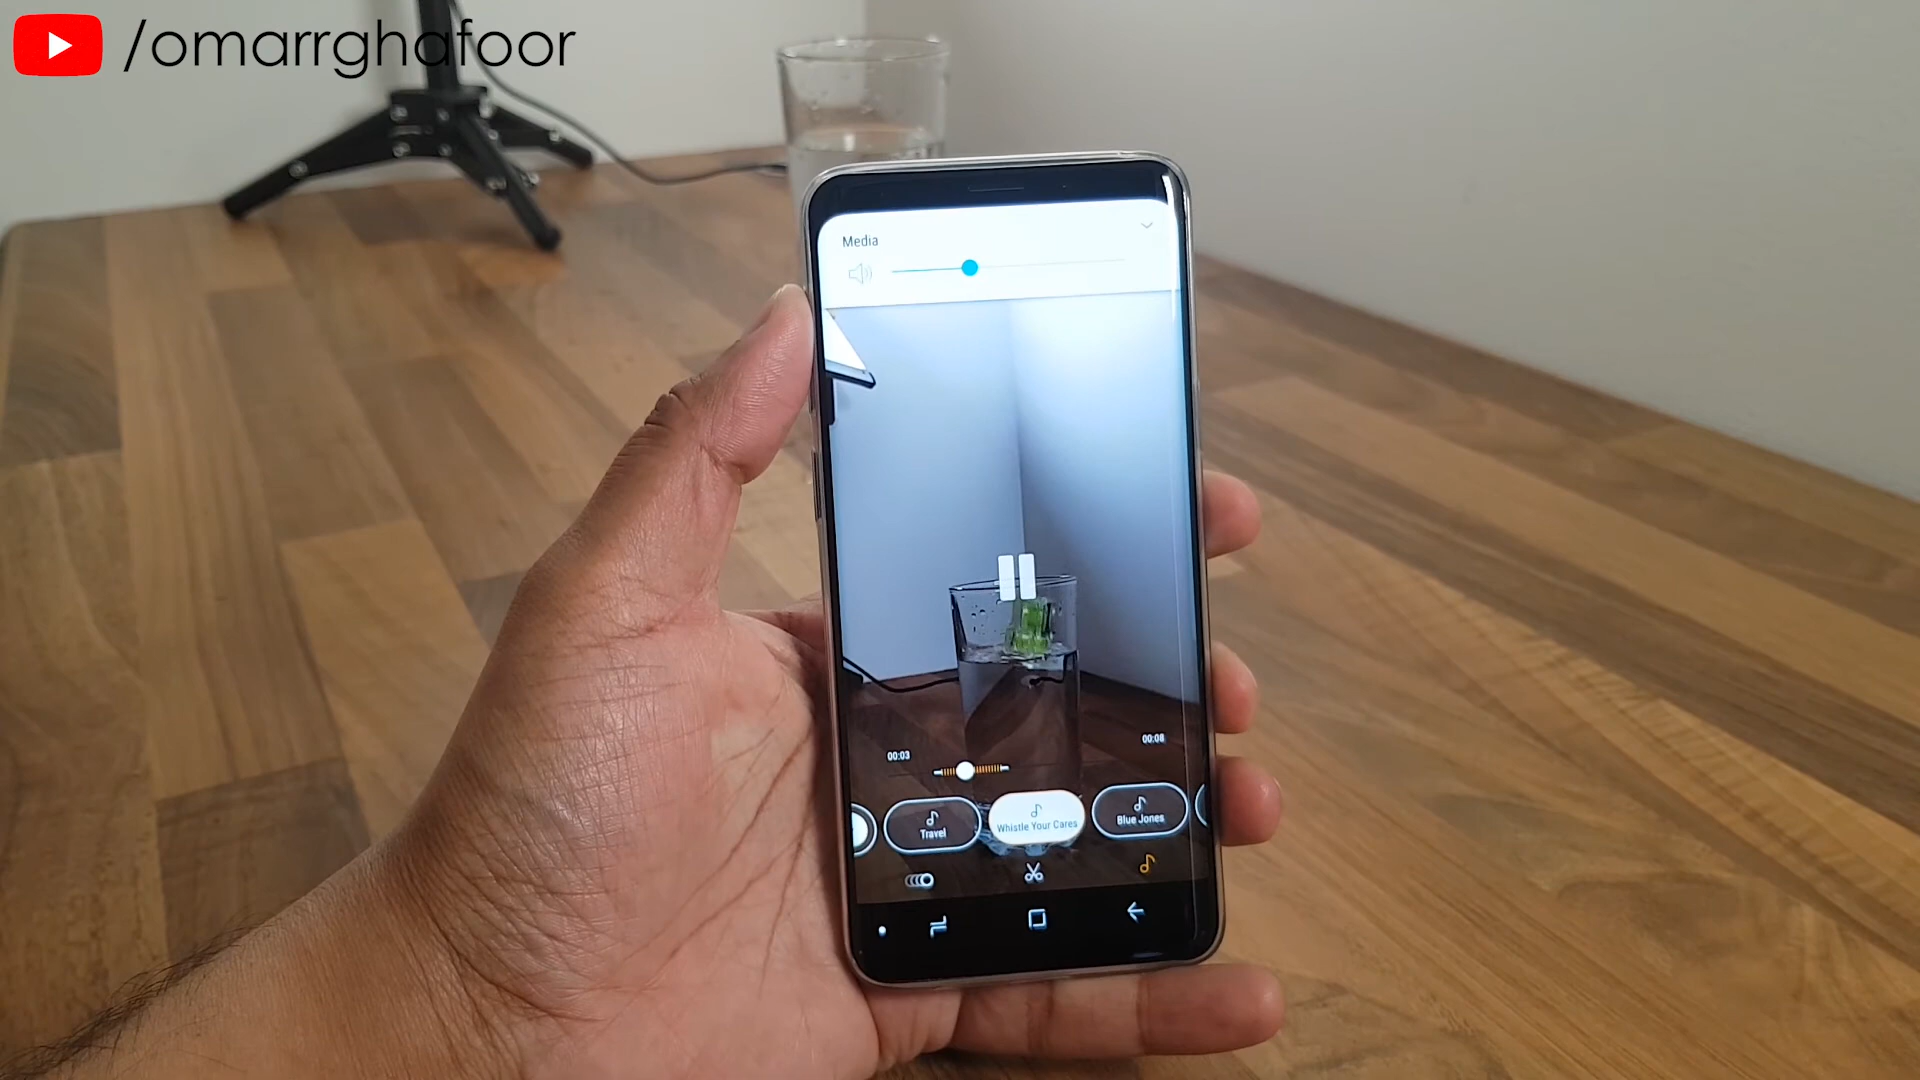 /omarrghafoor
Media
00:03
00:08
Travel
Whistle Your Cares
Blue Jones